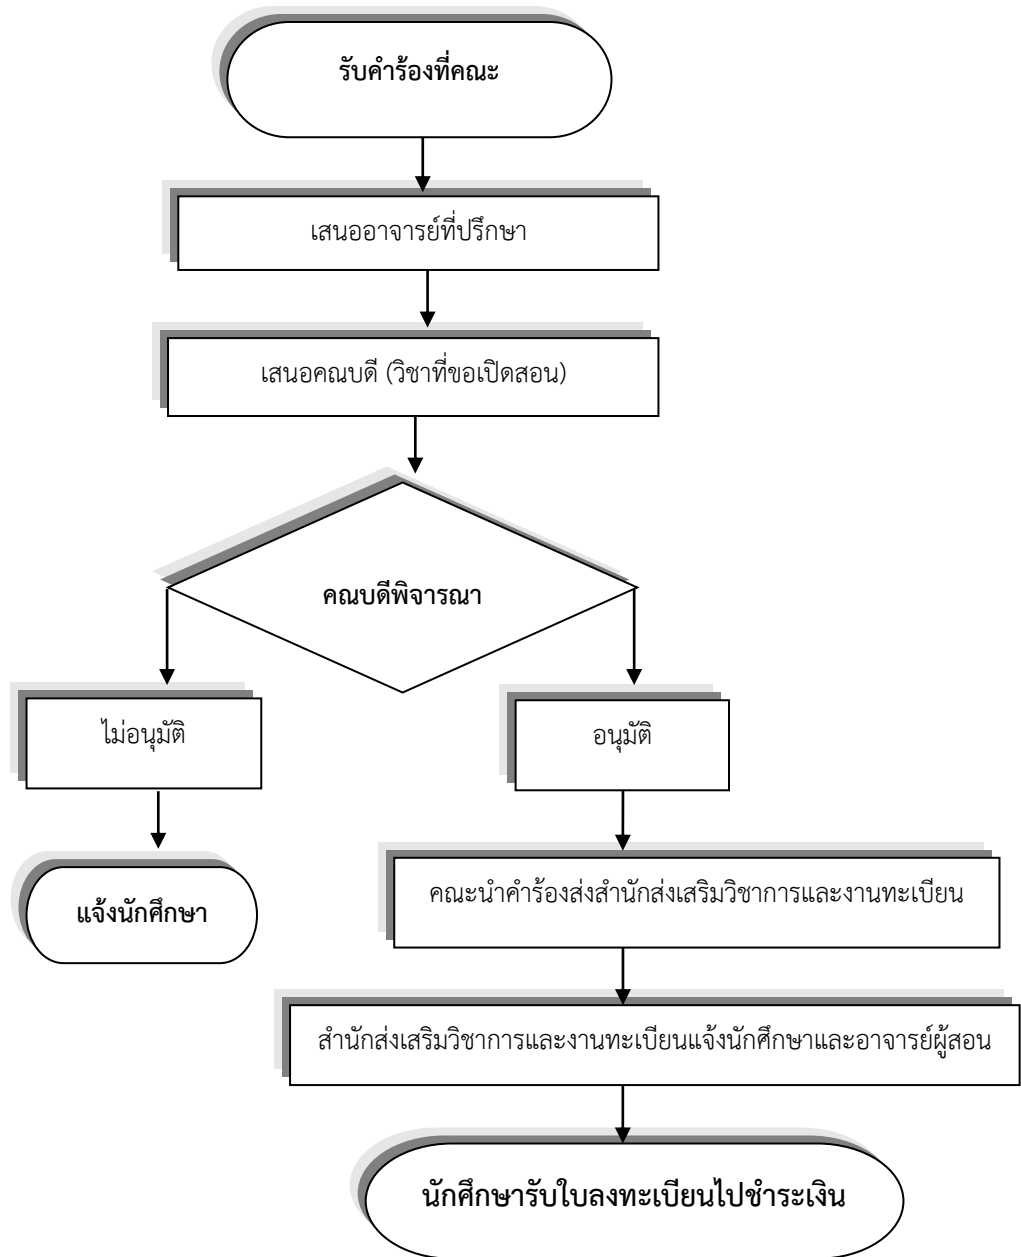 รับคำร้องที่คณะ
เสนออาจารย์ที่ปรึกษา
เสนอคณบดี (วิชาที่ขอเปิดสอน)
คณบดีพิจารณา
ไม่อนุมัติ
อนุมัติ
แจ้งนักศึกษา
คณะนำคำร้องส่งสำนักส่งเสริมวิชาการและงานทะเบียน
สำนักส่งเสริมวิชาการและงานทะเบียนแจ้งนักศึกษาและอาจารย์ผู้สอน
นักศึกษารับใบลงทะเบียนไปชำระเงิน